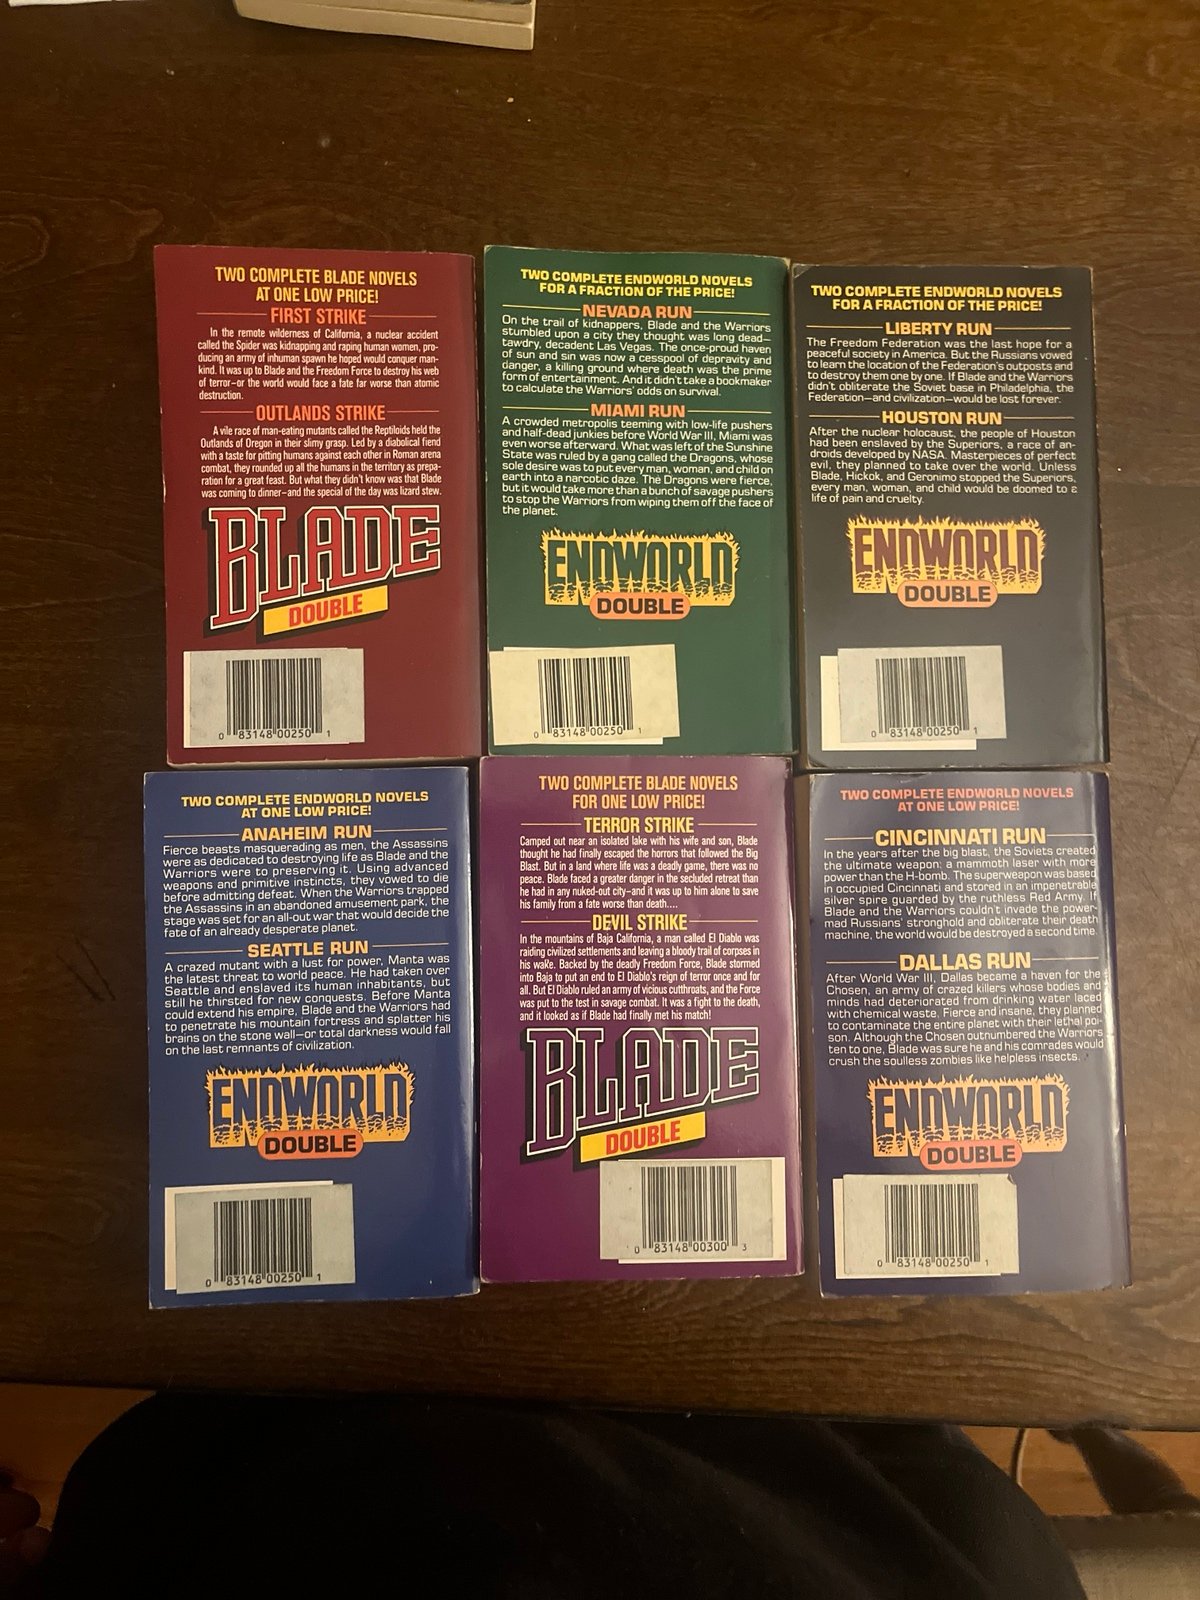 TWO COMPLETE BLADE NOVELS
AT ONE LOW PRICE!
FIRST STRIKE
In the remote wilderness of California, a nuclear accident
called the Spider was kidnapping and raping human women, pro-
ducing an army of inhuman spawn he hoped would conquer man-
kind. It was up to Blade and the Freedom Force to destroy his web
of terror—or the world would face a fate far worse than atomic
destruction.
OUTLANDS STRIKE
A vile race of man-eating mutants called the Reptiloids held the
Outlands of Oregon in their slimy grasp. Led by a diabolical fiend
with a taste for pitting humans against each other in Roman arena
combat, they rounded up all the humans in the territory as prepa-
ration for a great feast. But what they didn't know was that Blade
was coming to dinner—and the special of the day was lizard stew.
BLADE
DOUBLE
0 83148 00250 1
TWO COMPLETE ENDWORLD NOVELS
FOR A FRACTION OF THE PRICE!
NEVADA RUN
On the trail of kidnappers, Blade and the Warriors
stumbled upon a city they thought was long dead—
tawdry, decadent Las Vegas. The once-proud haven
of sun and sin was now a cesspool of depravity and
danger, a killing ground where death was the prime
form of entertainment. And it didn't take a bookmaker
to calculate the Warriors' odds on survival.
MIAMI RUN
A crowded metropolis teeming with low-life pushers
and half-dead junkies before World War III, Miami was
even worse afterward. What was left of the Sunshine
State was ruled by a gang called the Dragons, whose
sole desire was to put every man, woman, and child on
earth into a narcotic daze. The Dragons were fierce,
but it would take more than a bunch of savage pushers
to stop the Warriors from wiping them off the face of
the planet.
ENDWORLD
DOUBLE
0 83148 00250 1
TWO COMPLETE ENDWORLD NOVELS
FOR A FRACTION OF THE PRICE!
LIBERTY RUN
The Freedom Federation was the last hope for a
peaceful society in America. But the Russians vowed
to learn the location of the Federation's outposts and
to destroy them one by one. If Blade and the Warriors
didn't obliterate the Soviet base in Philadelphia, the
Federation—and civilization—would be lost forever.
HOUSTON RUN
After the nuclear holocaust, the people of Houston
had been enslaved by the Superiors, a race of an-
droids developed by NASA. Masterpieces of perfect
evil, they planned to take over the world. Unless
Blade, Hickok, and Geronimo stopped the Superiors,
every man, woman, and child would be doomed to a
life of pain and cruelty.
ENDWORLD
DOUBLE
0 83148 00250 1
TWO COMPLETE ENDWORLD NOVELS
AT ONE LOW PRICE!
ANAHEIM RUN
Fierce beasts masquerading as men, the Assassins
were as dedicated to destroying life as Blade and the
Warriors were to preserving it. Using advanced
weapons and primitive instincts, they vowed to die
before admitting defeat. When the Warriors trapped
the Assassins in an abandoned amusement park, the
stage was set for an all-out war that would decide the
fate of an already desperate planet.
SEATTLE RUN
A crazed mutant with a lust for power, Manta was
the latest threat to world peace. He had taken over
Seattle and enslaved its human inhabitants, but
still he thirsted for new conquests. Before Manta
could extend his empire, Blade and the Warriors had
to penetrate his mountain fortress and splatter his
brains on the stone wall—or total darkness would fall
on the last remnants of civilization.
ENDWORLD
DOUBLE
0 83148 00250 1
TWO COMPLETE BLADE NOVELS
FOR ONE LOW PRICE!
TERROR STRIKE
Camped out near an isolated lake with his wife and son, Blade
thought he had finally escaped the horrors that followed the Big
Blast. But in a land where life was a deadly game, there was no
peace. Blade faced a greater danger in the secluded retreat than
he had in any nuked-out city—and it was up to him alone to save
his family from a fate worse than death....
DEVIL STRIKE
In the mountains of Baja California, a man called El Diablo was
raiding civilized settlements and leaving a bloody trail of corpses in
his wake. Backed by the deadly Freedom Force, Blade stormed
into Baja to put an end to El Diablo's reign of terror once and for
all. But El Diablo ruled an army of vicious cutthroats, and the Force
was put to the test in savage combat. It was a fight to the death,
and it looked as if Blade had finally met his match!
BLADE
DOUBLE
0 83148 00300 3
TWO COMPLETE ENDWORLD NOVELS
AT ONE LOW PRICE!
CINCINNATI RUN
In the years after the big blast, the Soviets created
the ultimate weapon: a mammoth laser with more
power than the H-bomb. The superweapon was based
in occupied Cincinnati and stored in an impenetrable
silver spire guarded by the ruthless Red Army. If
Blade and the Warriors couldn't invade the power-
mad Russians' stronghold and obliterate their death
machine, the world would be destroyed a second time.
DALLAS RUN
After World War III, Dallas became a haven for the
Chosen, an army of crazed killers whose bodies and
minds had deteriorated from drinking water laced
with chemical waste. Fierce and insane, they planned
to contaminate the entire planet with their lethal poi-
son. Although the Chosen outnumbered the Warriors
ten to one, Blade was sure he and his comrades would
crush the soulless zombies like helpless insects.
ENDWORLD
DOUBLE
0 83148 00250 1